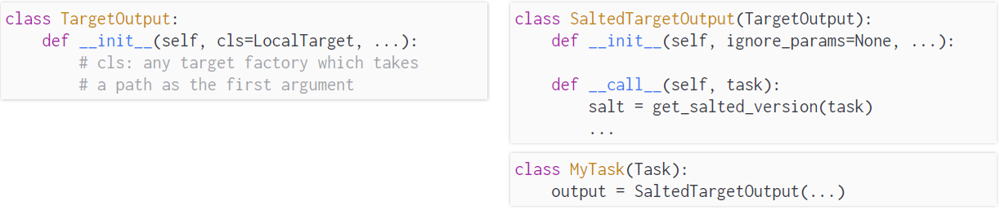 class TargetOutput:
    def __init__(self, cls=LocalTarget, ...):
        # cls: any target factory which takes
        # a path as the first argument
class SaltedTargetOutput(TargetOutput):
    def __init__(self, ignore_params=None, ...):
    def __call__(self, task):
        salt = get_salted_version(task)
        ...
class MyTask(Task):
    output = SaltedTargetOutput(...)